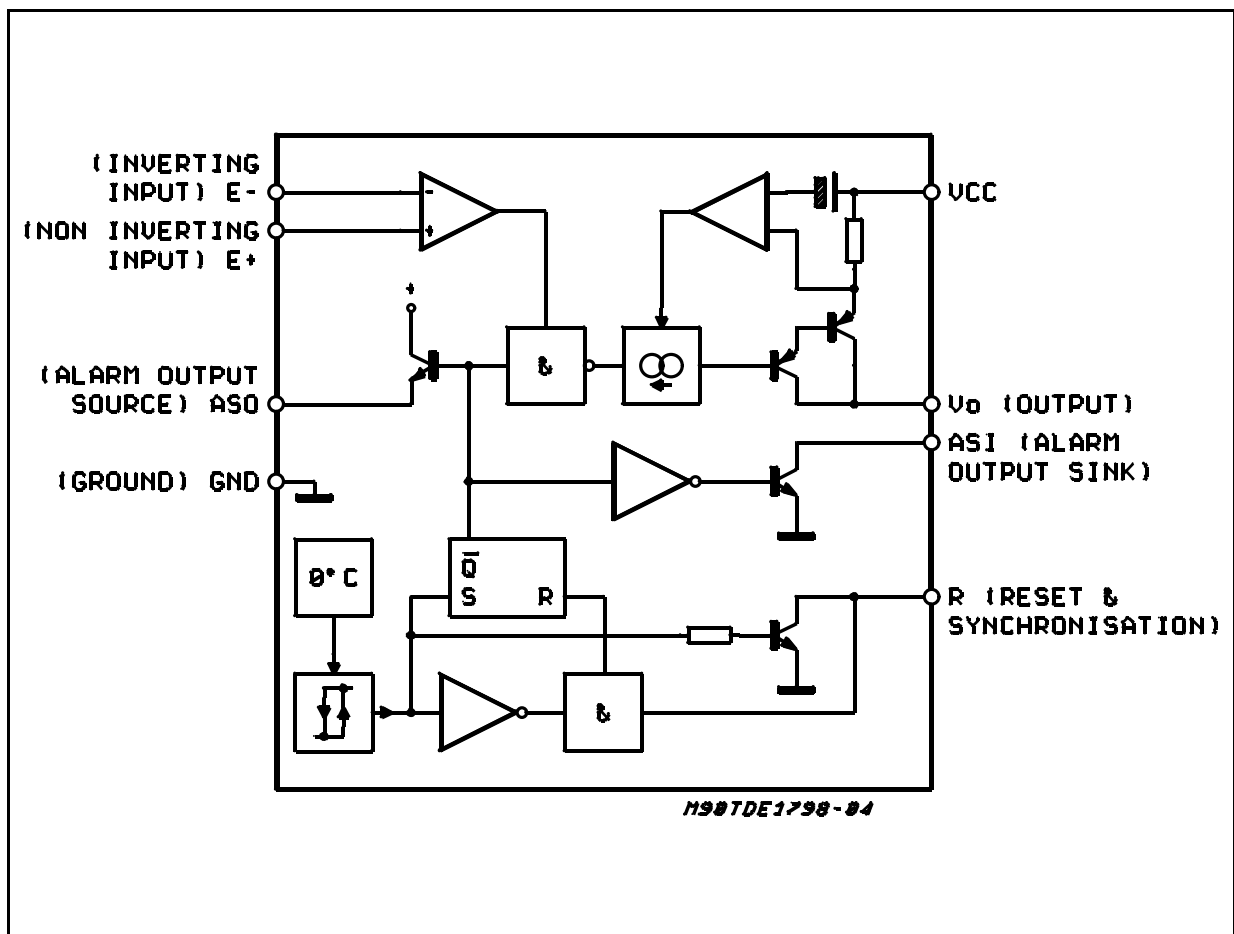 (INVERTING
INPUT) E-
(NON INVERTING
INPUT) E+
(ALARM OUTPUT
SOURCE) ASO
(GROUND) GND
-
+
+
&
VCC
Vo (OUTPUT)
ASI (ALARM
OUTPUT SINK)
0°C
Q̅
S R
&
R (RESET &
SYNCHRONISATION)
M90TDE1798-04